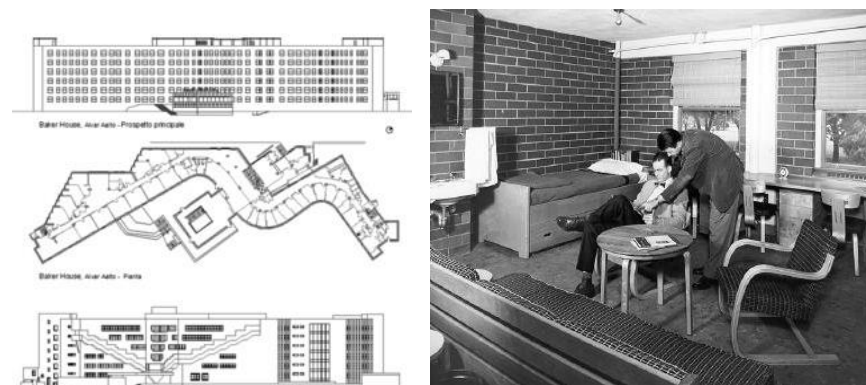 Baker House, Alvar Aalto - Prospetto principale
Baker House, Alvar Aalto - Pianta